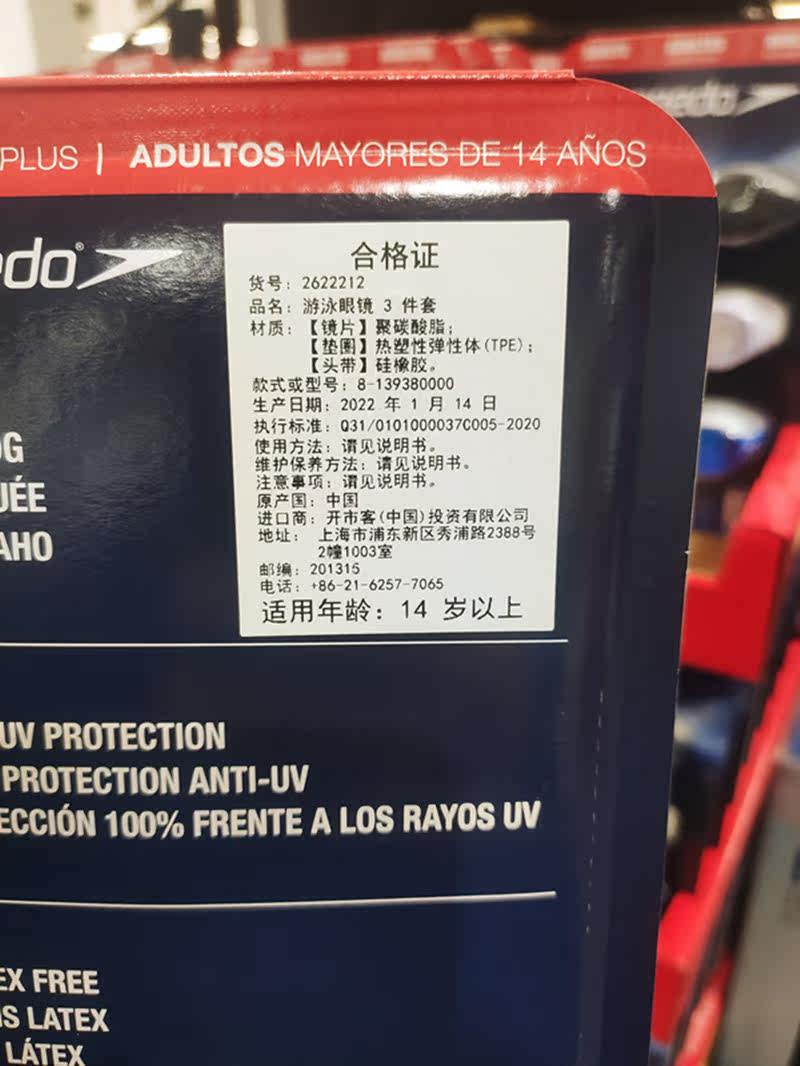 PLUS | ADULTOS MAYORES DE 14 AÑOS
edo
合格证
货号: 2622212
品名: 游泳眼镜 3 件套
材质: 【镜片】聚碳酸脂;
【垫圈】热塑性弹性体(TPE);
【头带】硅橡胶。
款式或型号: 8-139380000
生产日期: 2022 年 1 月 14 日
执行标准: Q31/0101000037C005-2020
使用方法: 请见说明书。
维护保养方法: 请见说明书。
注意事项: 请见说明书。
原产国: 中国
进口商: 开市客(中国)投资有限公司
地址: 上海市浦东新区秀浦路2388号
2幢1003室
邮编: 201315
电话: +86-21-6257-7065
适用年龄: 14 岁以上
OG
UÉE
AHO
UV PROTECTION
PROTECTION ANTI-UV
ECCIÓN 100% FRENTE A LOS RAYOS UV
EX FREE
S LATEX
LÁTEX